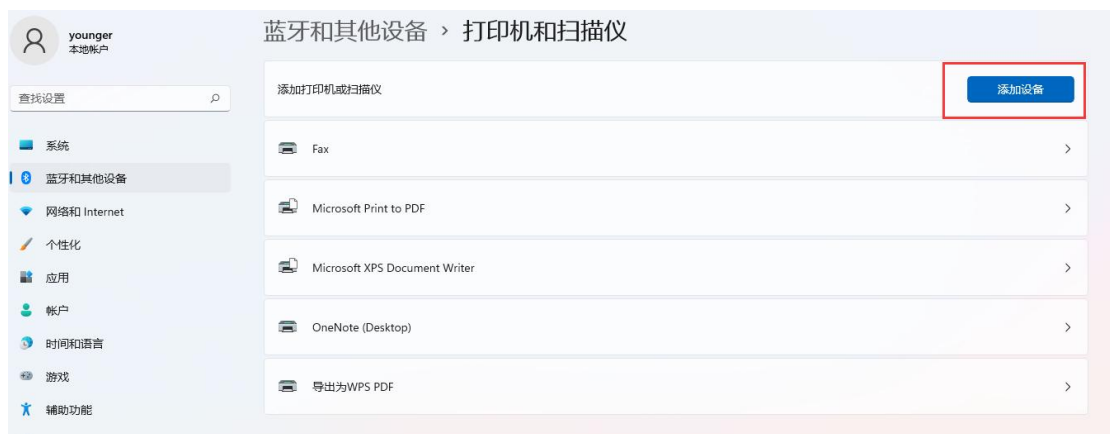 younger
本地帐户
查找设置
系统
蓝牙和其他设备
网络和 Internet
个性化
应用
帐户
时间和语言
游戏
辅助功能
蓝牙和其他设备 › 打印机和扫描仪
添加打印机或扫描仪
添加设备
Fax
Microsoft Print to PDF
Microsoft XPS Document Writer
OneNote (Desktop)
导出为WPS PDF